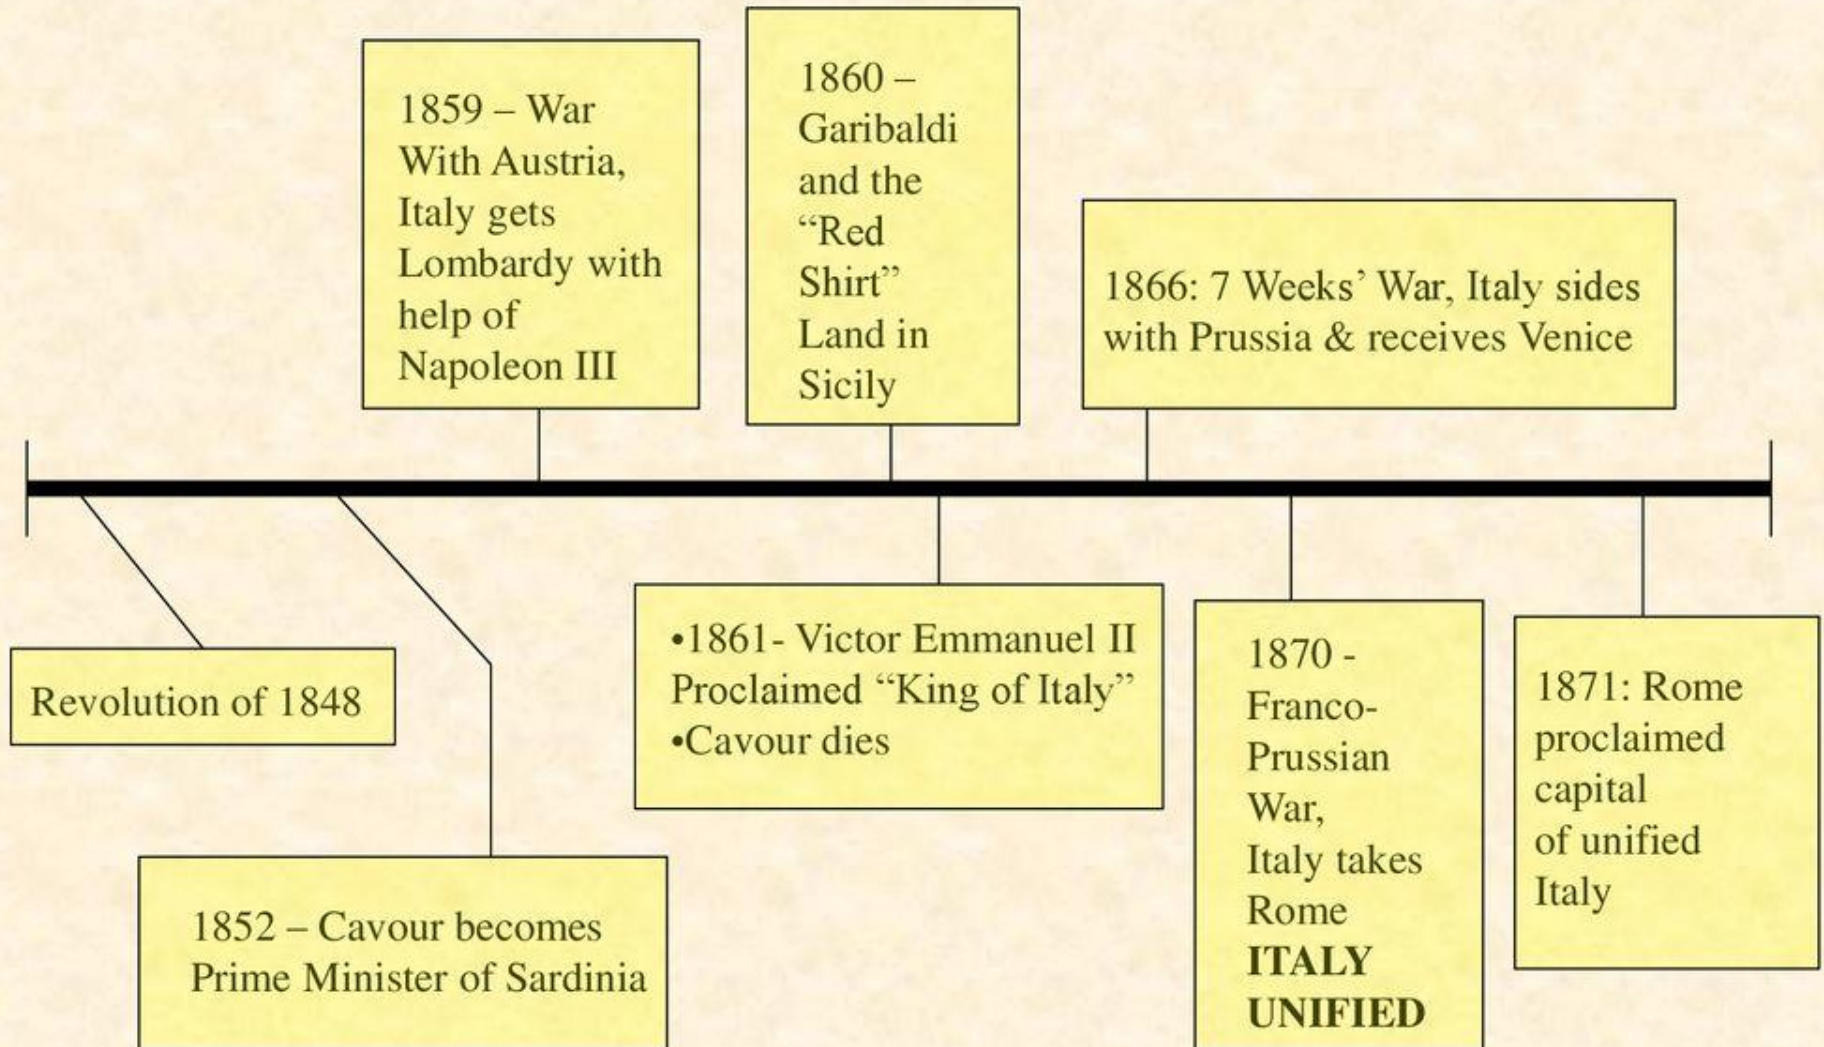 1859 – War
With Austria,
Italy gets
Lombardy with
help of
Napoleon III
1860 –
Garibaldi
and the
“Red
Shirt”
Land in
Sicily
1866: 7 Weeks’ War, Italy sides
with Prussia & receives Venice
Revolution of 1848
1852 – Cavour becomes
Prime Minister of Sardinia
•1861- Victor Emmanuel II
Proclaimed “King of Italy”
•Cavour dies
1870 -
Franco-
Prussian
War,
Italy takes
Rome
ITALY
UNIFIED
1871: Rome
proclaimed
capital
of unified
Italy